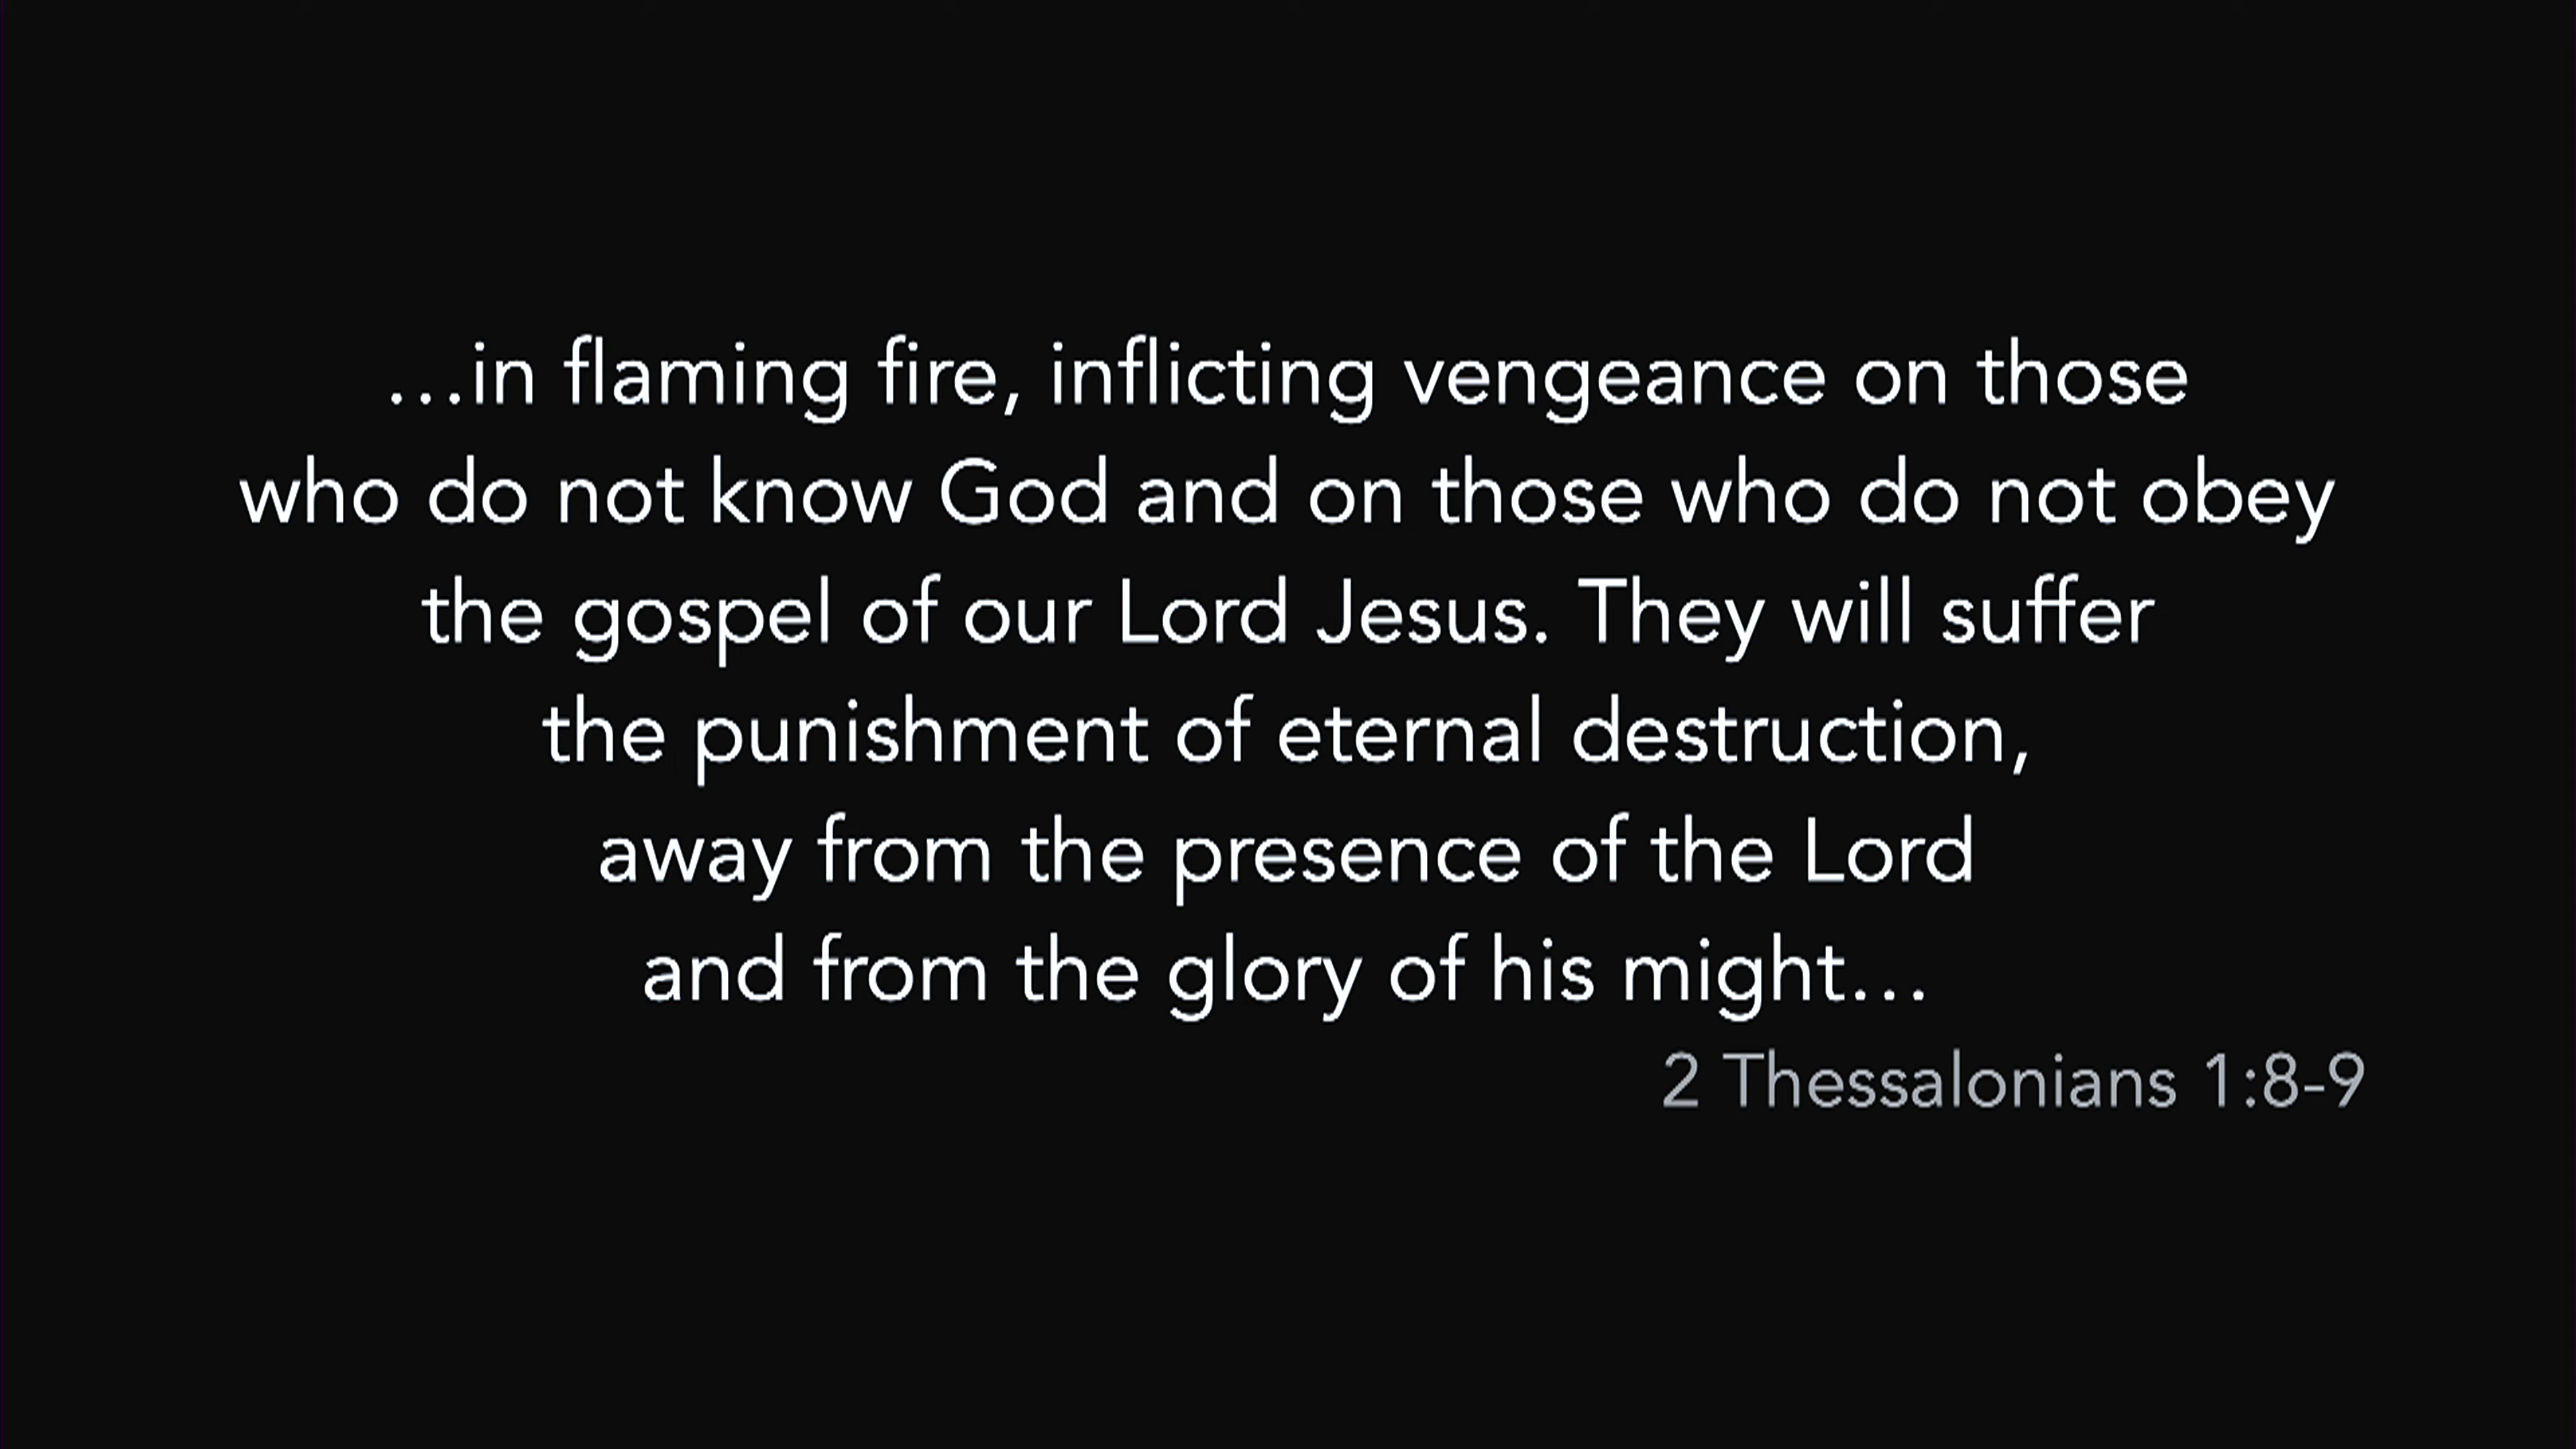 …in flaming fire, inflicting vengeance on those
who do not know God and on those who do not obey
the gospel of our Lord Jesus. They will suffer
the punishment of eternal destruction,
away from the presence of the Lord
and from the glory of his might…
2 Thessalonians 1:8-9